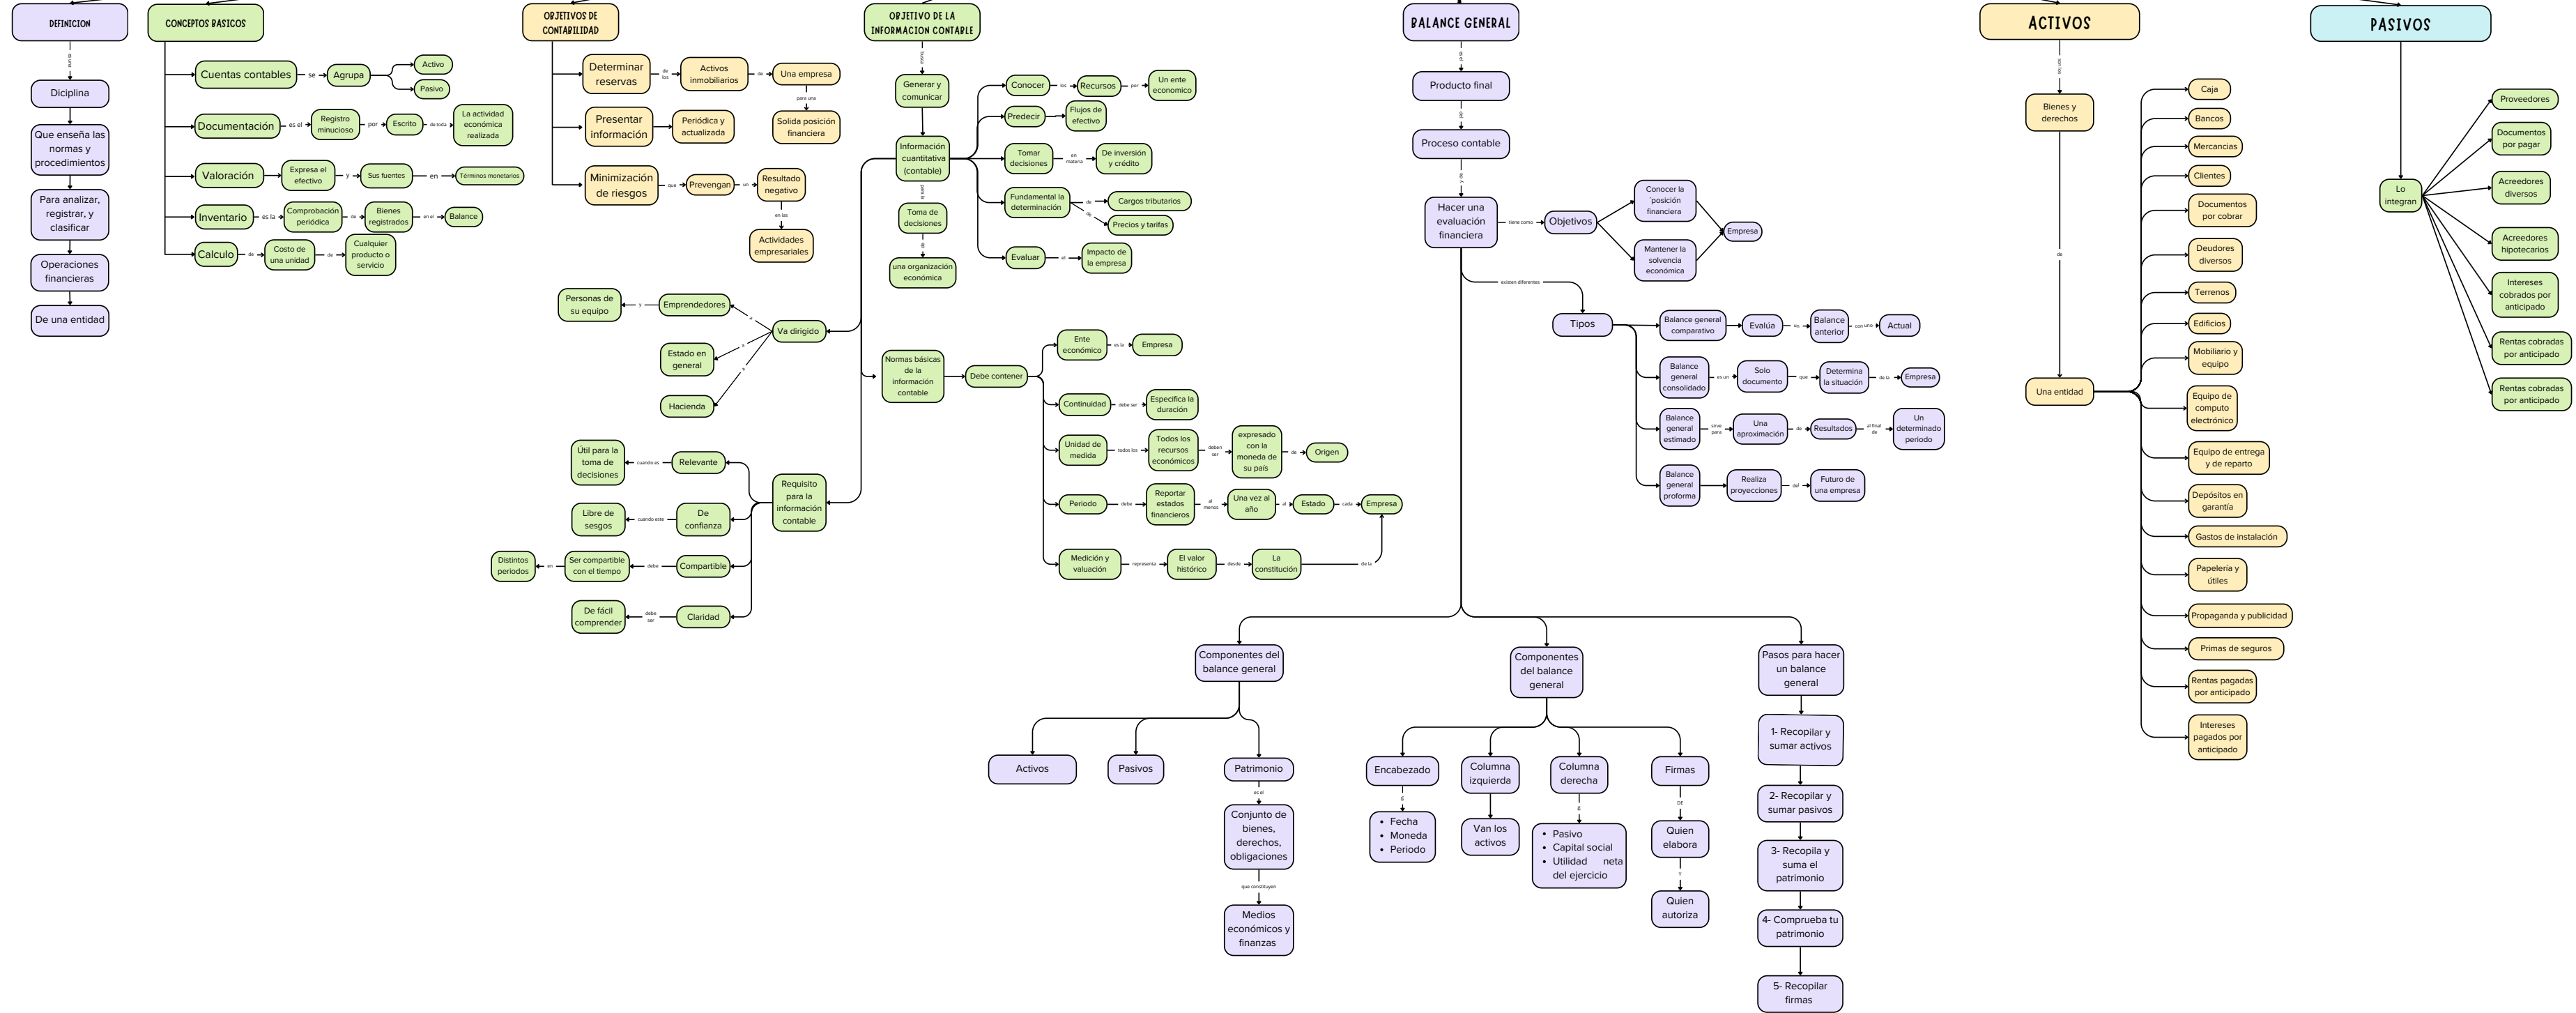 DEFINICION
es una
Diciplina
Que enseña las
normas y
procedimientos
Para analizar,
registrar, y
clasificar
Operaciones
financieras
De una entidad
CONCEPTOS BASICOS
Cuentas contables
se
Agrupa
Activo
Pasivo
Documentación
es el
Registro
minucioso
por
Escrito
de toda
La actividad
económica
realizada
Valoración
Expresa el
efectivo
y
Sus fuentes
en
Términos monetarios
Inventario
es la
Comprobación
periódica
de
Bienes
registrados
en el
Balance
Calculo
de
Costo de
una unidad
de
Cualquier
producto o
servicio
OBJETIVOS DE
CONTABILIDAD
Determinar
reservas
de
los
Activos
inmobiliarios
de
Una empresa
para una
Solida posición
financiera
Presentar
información
Periódica y
actualizada
Minimización
de riesgos
que
Prevengan
un
Resultado
negativo
en las
Actividades
empresariales
OBJETIVO DE LA
INFORMACION CONTABLE
busca
Generar y
comunicar
Información
cuantitativa
(contable)
para la
Toma de
decisiones
de
una organización
económica
Conocer
los
Recursos
por
Un ente
economico
Predecir
Flujos de
efectivo
Tomar
decisiones
en
materia
De inversión
y crédito
Fundamental la
determinación
de
Cargos tributarios
de
Precios y tarifas
Evaluar
el
Impacto de
la empresa
Va dirigido
a
Emprendedores
y
Personas de
su equipo
a
Estado en
general
a
Hacienda
Normas básicas
de la
información
contable
Debe contener
Ente
económico
es la
Empresa
Continuidad
debe ser
Especifica la
duración
Unidad de
medida
todos los
Todos los
recursos
económicos
deben
ser
expresado
con la
moneda de
su país
de
Origen
Periodo
debe
Reportar
estados
financieros
al
menos
Una vez al
año
al
Estado
cada
Empresa
Medición y
valuación
representa
El valor
histórico
desde
La
constitución
de la
Requisito
para la
información
contable
Relevante
cuando es
Útil para la
toma de
decisiones
De
confianza
cuando este
Libre de
sesgos
Compartible
debe
Ser compartible
con el tiempo
en
Distintos
periodos
Claridad
debe
ser
De fácil
comprender
BALANCE GENERAL
es el
Producto final
del
Proceso contable
y de
Hacer una
evaluación
financiera
tiene como
Objetivos
Conocer la
´posición
financiera
Mantener la
solvencia
económica
Empresa
existen diferentes
Tipos
Balance general
comparativo
Evalúa
los
Balance
anterior
con uno
Actual
Balance
general
consolidado
es un
Solo
documento
que
Determina
la situación
de la
Empresa
Balance
general
estimado
sirve
para
Una
aproximación
de
Resultados
al final
de
Un
determinado
periodo
Balance
general
proforma
Realiza
proyecciones
del
Futuro de
una empresa
Componentes del
balance general
Activos
Pasivos
Patrimonio
es el
Conjunto de
bienes,
derechos,
obligaciones
que constituyen
Medios
económicos y
finanzas
Componentes
del balance
general
Encabezado
• Fecha
• Moneda
• Periodo
Columna
izquierda
Van los
activos
Columna
derecha
• Pasivo
• Capital social
• Utilidad neta
del ejercicio
Firmas
DE
Quien
elabora
Y
Quien
autoriza
Pasos para hacer
un balance
general
1- Recopilar y
sumar activos
2- Recopilar y
sumar pasivos
3- Recopila y
suma el
patrimonio
4- Comprueba tu
patrimonio
5- Recopilar
firmas
ACTIVOS
son los
Bienes y
derechos
de
Una entidad
Caja
Bancos
Mercancias
Clientes
Documentos
por cobrar
Deudores
diversos
Terrenos
Edificios
Mobiliario y
equipo
Equipo de
computo
electrónico
Equipo de entrega
y de reparto
Depósitos en
garantía
Gastos de instalación
Papelería y
útiles
Propaganda y publicidad
Primas de seguros
Rentas pagadas
por anticipado
Intereses
pagados por
anticipado
PASIVOS
Lo
integran
Proveedores
Documentos
por pagar
Acreedores
diversos
Acreedores
hipotecarios
Intereses
cobrados por
anticipado
Rentas cobradas
por anticipado
Rentas cobradas
por anticipado